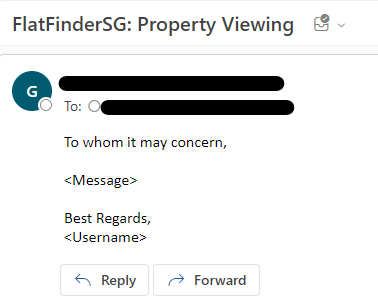 FlatFinderSG: Property Viewing
G
To:
To whom it may concern,
<Message>
Best Regards,
<Username>
Reply
Forward